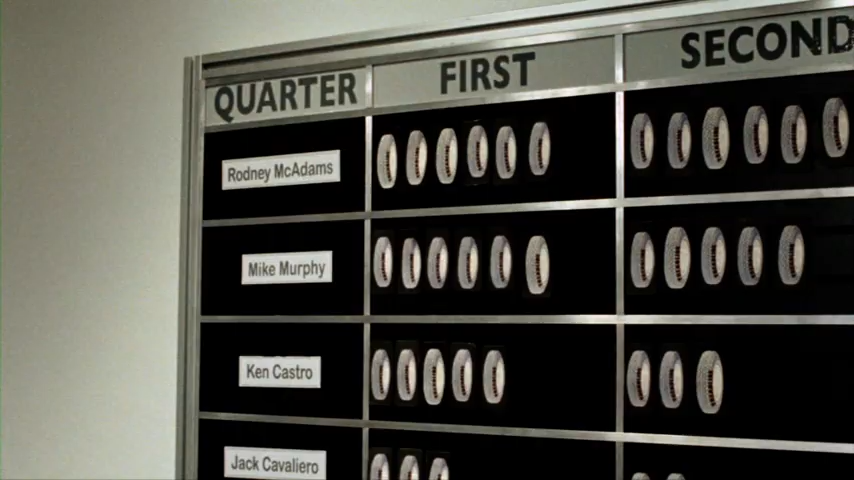 QUARTER FIRST SECOND
Rodney McAdams
Mike Murphy
Ken Castro
Jack Cavaliero